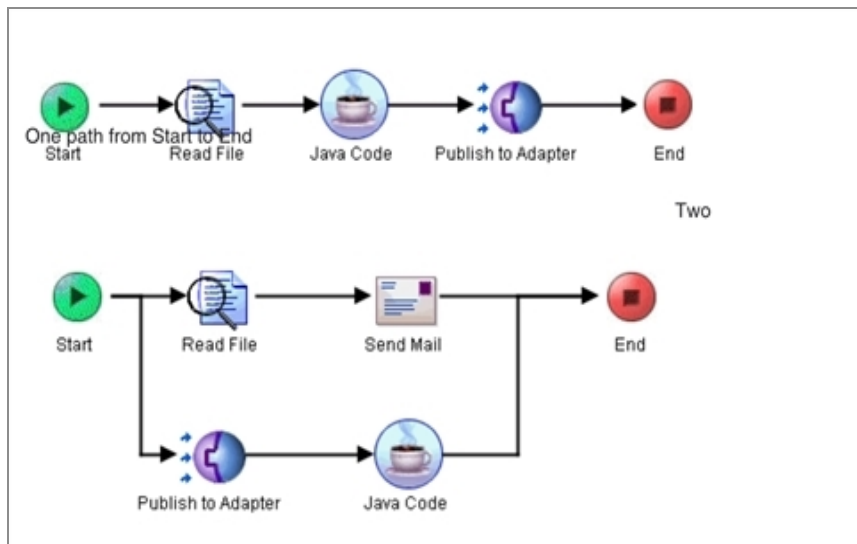 One path from Start to End
Start Read File Java Code Publish to Adapter End
Two
Start Read File Send Mail End
Publish to Adapter Java Code